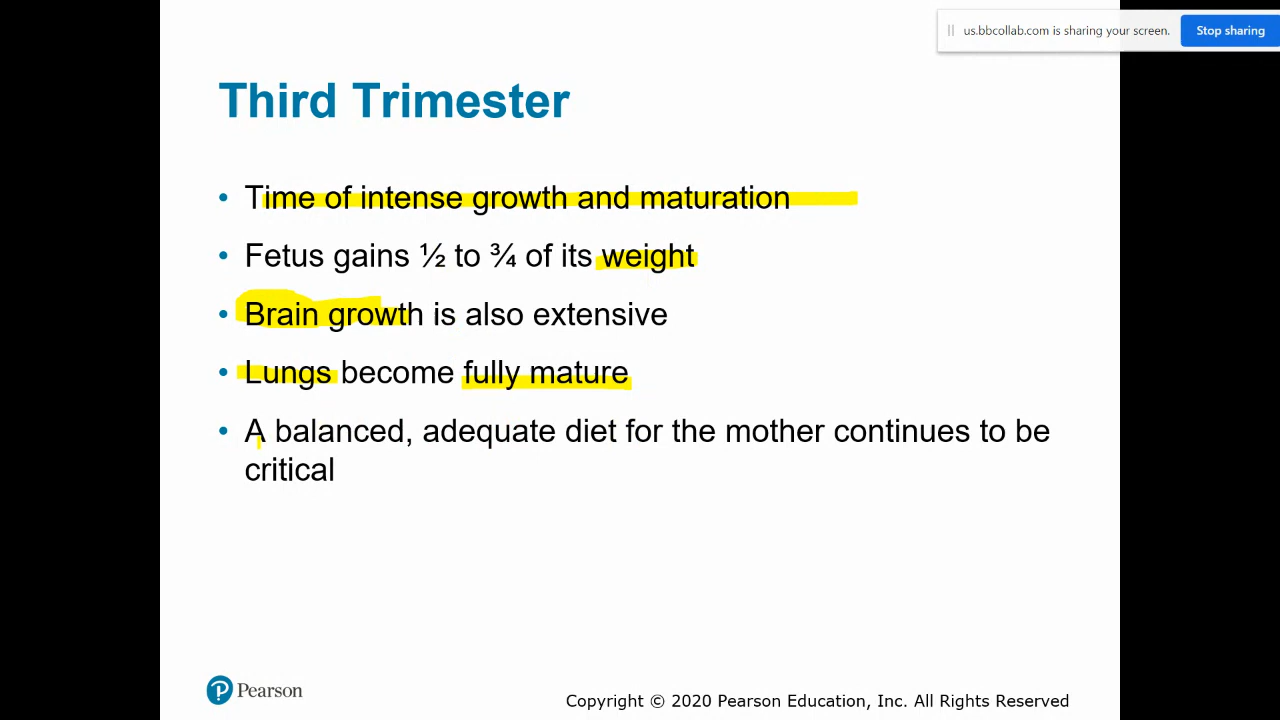 us.bbcollab.com is sharing your screen.
Stop sharing
Third Trimester
• Time of intense growth and maturation
• Fetus gains ½ to ¾ of its weight
• Brain growth is also extensive
• Lungs become fully mature
• A balanced, adequate diet for the mother continues to be
critical
P Pearson
Copyright © 2020 Pearson Education, Inc. All Rights Reserved